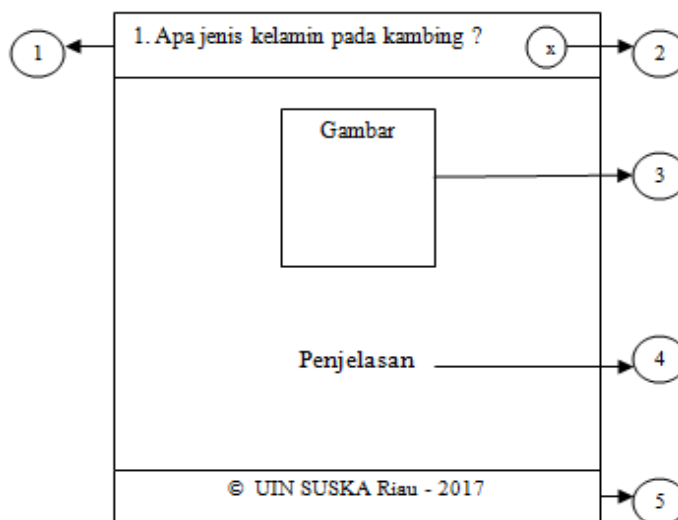 1. Apa jenis kelamin pada kambing ?
x
1
2
Gambar
3
Penjelasan
4
© UIN SUSKA Riau - 2017
5